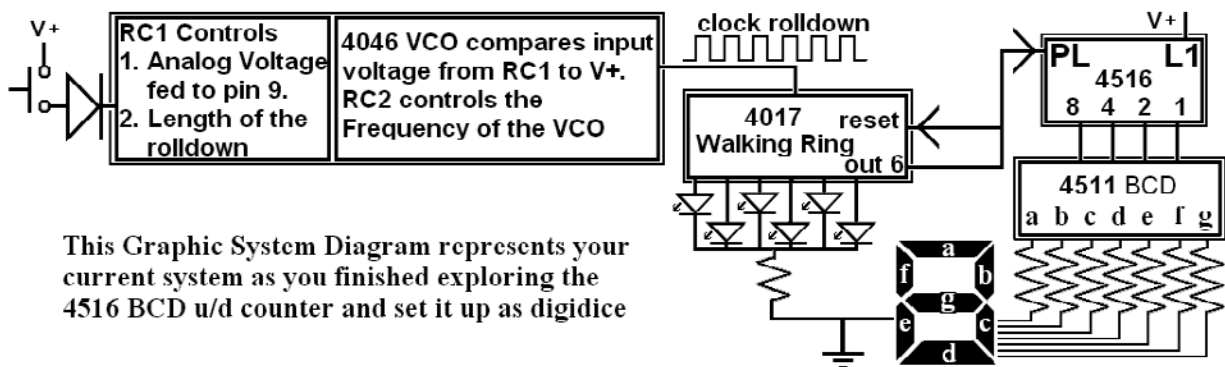 V+
RC1 Controls
1. Analog Voltage
fed to pin 9.
2. Length of the
rolldown
4046 VCO compares input
voltage from RC1 to V+.
RC2 controls the
Frequency of the VCO
clock rolldown
4017
reset
Walking Ring
out 6
V+
PL L1
4516
8 4 2 1
4511 BCD
a b c d e f g
This Graphic System Diagram represents your
current system as you finished exploring the
4516 BCD u/d counter and set it up as digidice
a
f b
g
e c
d